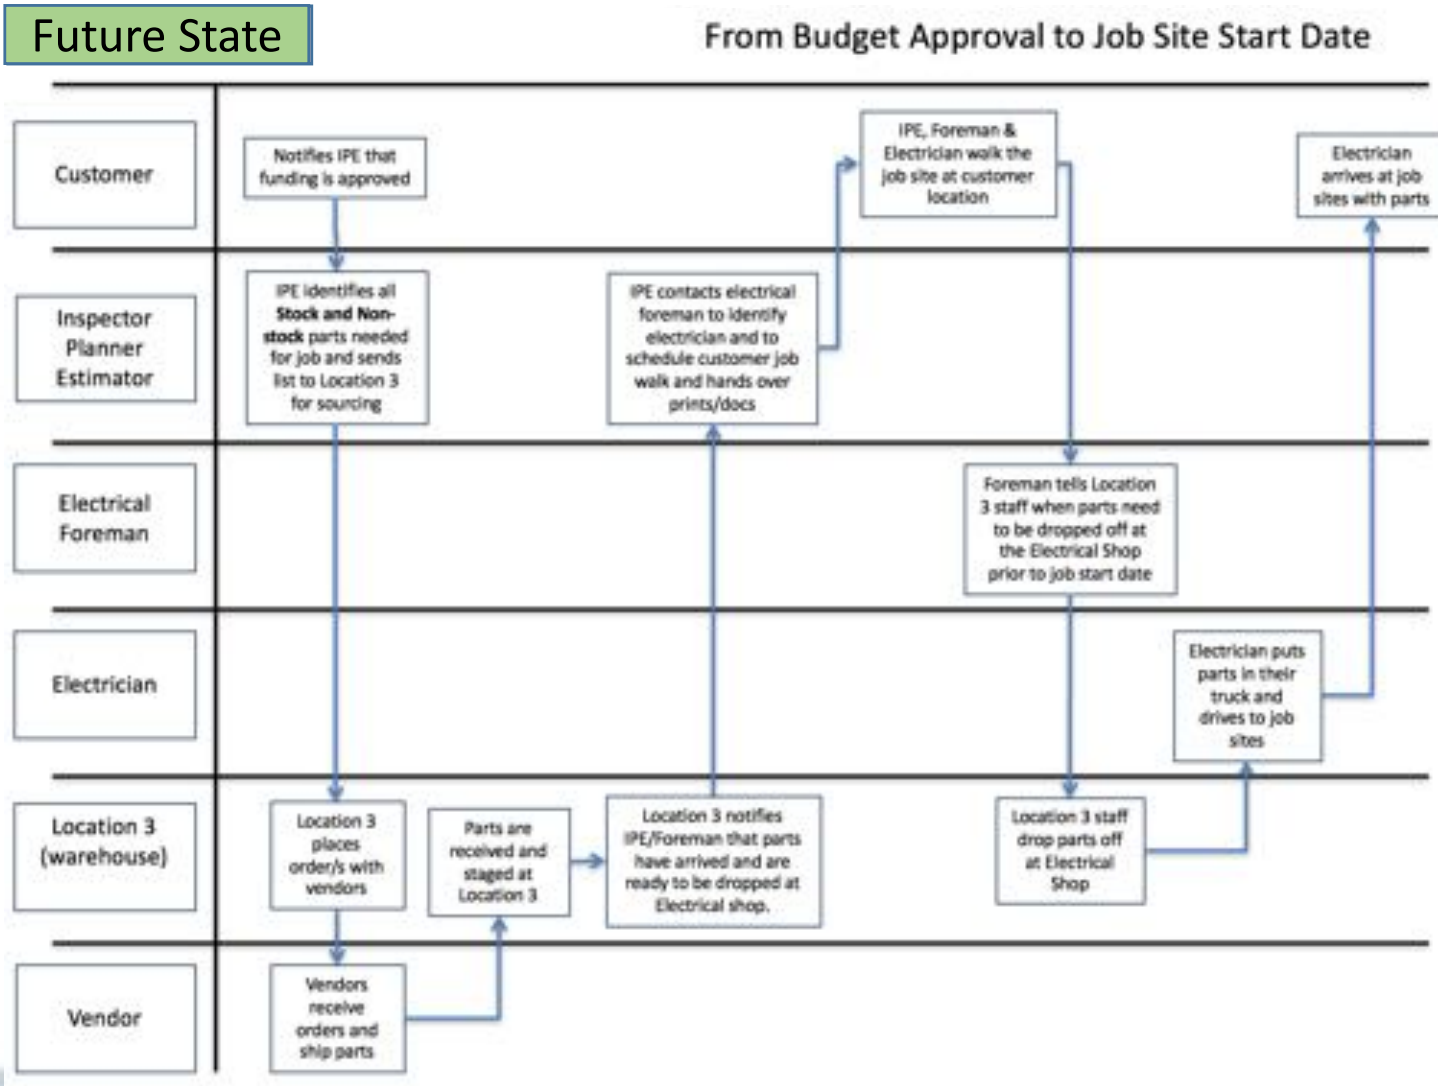 Future State
From Budget Approval to Job Site Start Date
Customer
Notifies IPE that
funding is approved
IPE, Foreman &
Electrician walk the
job site at customer
location
Electrician
arrives at job
sites with parts
Inspector
Planner
Estimator
IPE identifies all
Stock and Non-
stock parts needed
for job and sends
list to Location 3
for sourcing
IPE contacts electrical
foreman to identify
electrician and to
schedule customer job
walk and hands over
prints/docs
Electrical
Foreman
Foreman tells Location
3 staff when parts need
to be dropped off at
the Electrical Shop
prior to job start date
Electrician
Electrician puts
parts in their
truck and
drives to job
sites
Location 3
(warehouse)
Location 3
places
order/s with
vendors
Parts are
received and
staged at
Location 3
Location 3 notifies
IPE/Foreman that parts
have arrived and are
ready to be dropped at
Electrical shop.
Location 3 staff
drop parts off
at Electrical
Shop
Vendor
Vendors
receive
orders and
ship parts